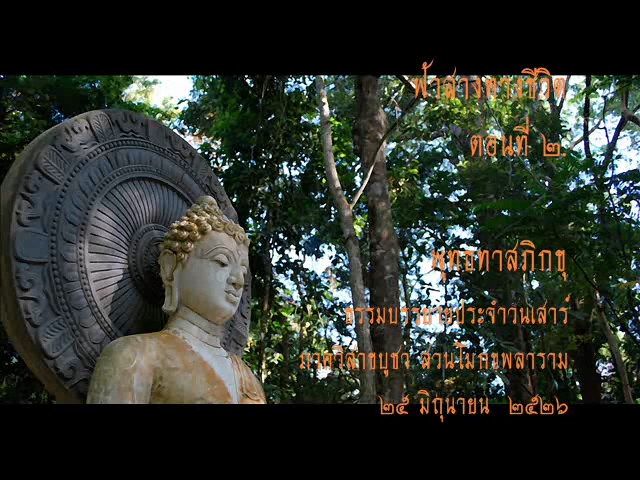 ฟ้าสางทางชีวิต
ตอนที่ ๒
พุทธทาสภิกขุ
ธรรมบรรยายประจำวันเสาร์
ภาควิสาขบูชา สวนโมกขพลาราม
๒๕ มิถุนายน ๒๕๒๖